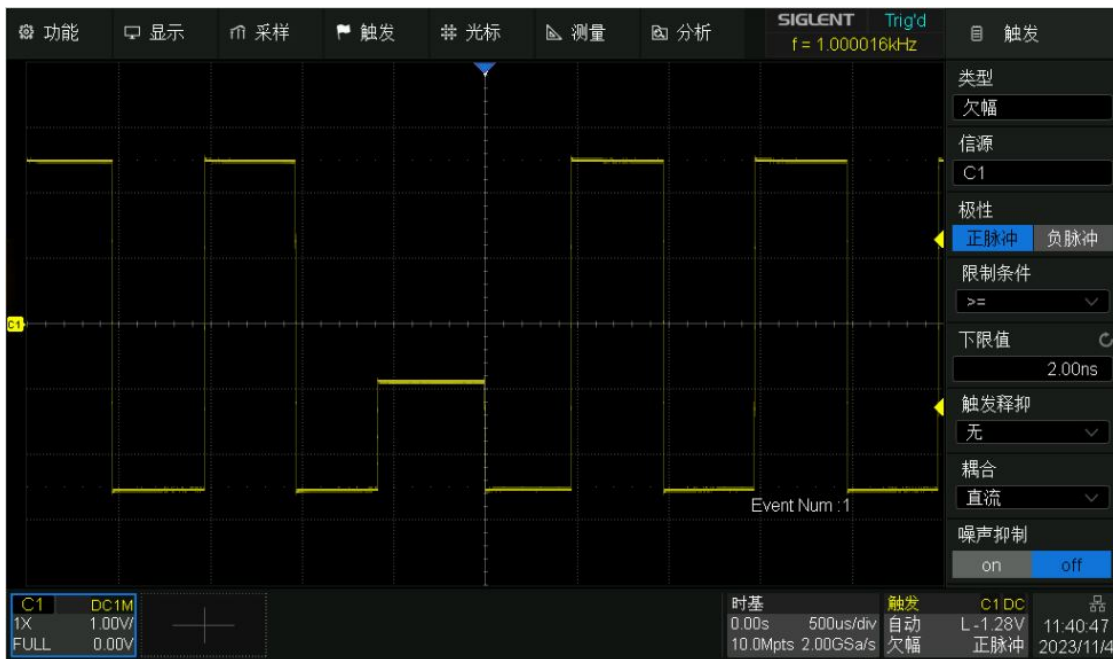 功能 显示 采样 触发 光标 测量 分析
SIGLENT Trig'd
f = 1.000016kHz
触发
类型
欠幅
信源
C1
极性
正脉冲 负脉冲
限制条件
>=
下限值
2.00ns
触发释抑
无
耦合
直流
噪声抑制
on off
C1
Event Num :1
C1 DC1M
1X 1.00V/
FULL 0.00V
时基
0.00s 500us/div
10.0Mpts 2.00GSa/s
触发 C1 DC
自动 L -1.28V
欠幅 正脉冲
11:40:47
2023/11/4